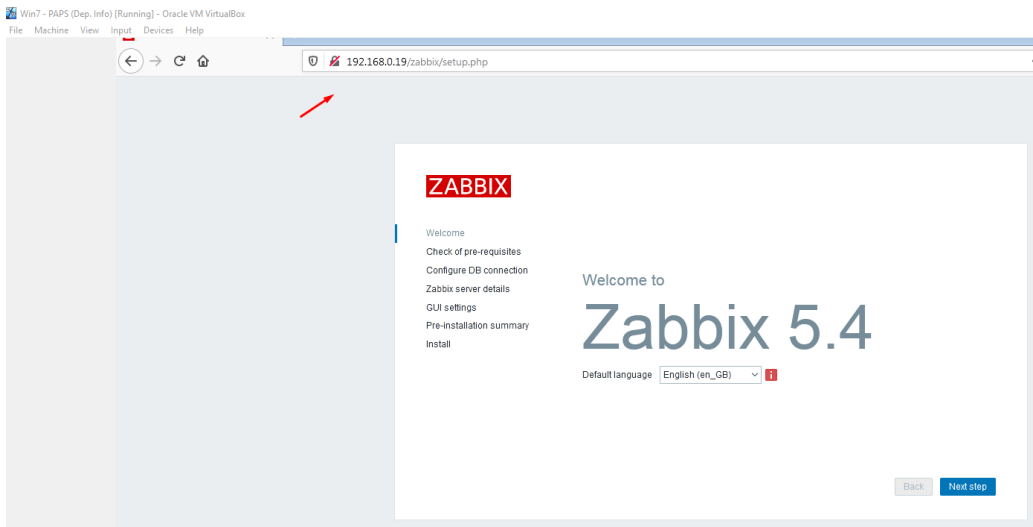 Win7 - PAPS (Dep. Info) [Running] - Oracle VM VirtualBox
File Machine View Input Devices Help
192.168.0.19/zabbix/setup.php
ZABBIX
Welcome
Check of pre-requisites
Configure DB connection
Zabbix server details
GUI settings
Pre-installation summary
Install
Welcome to
Zabbix 5.4
Default language English (en_GB) i
Back Next step